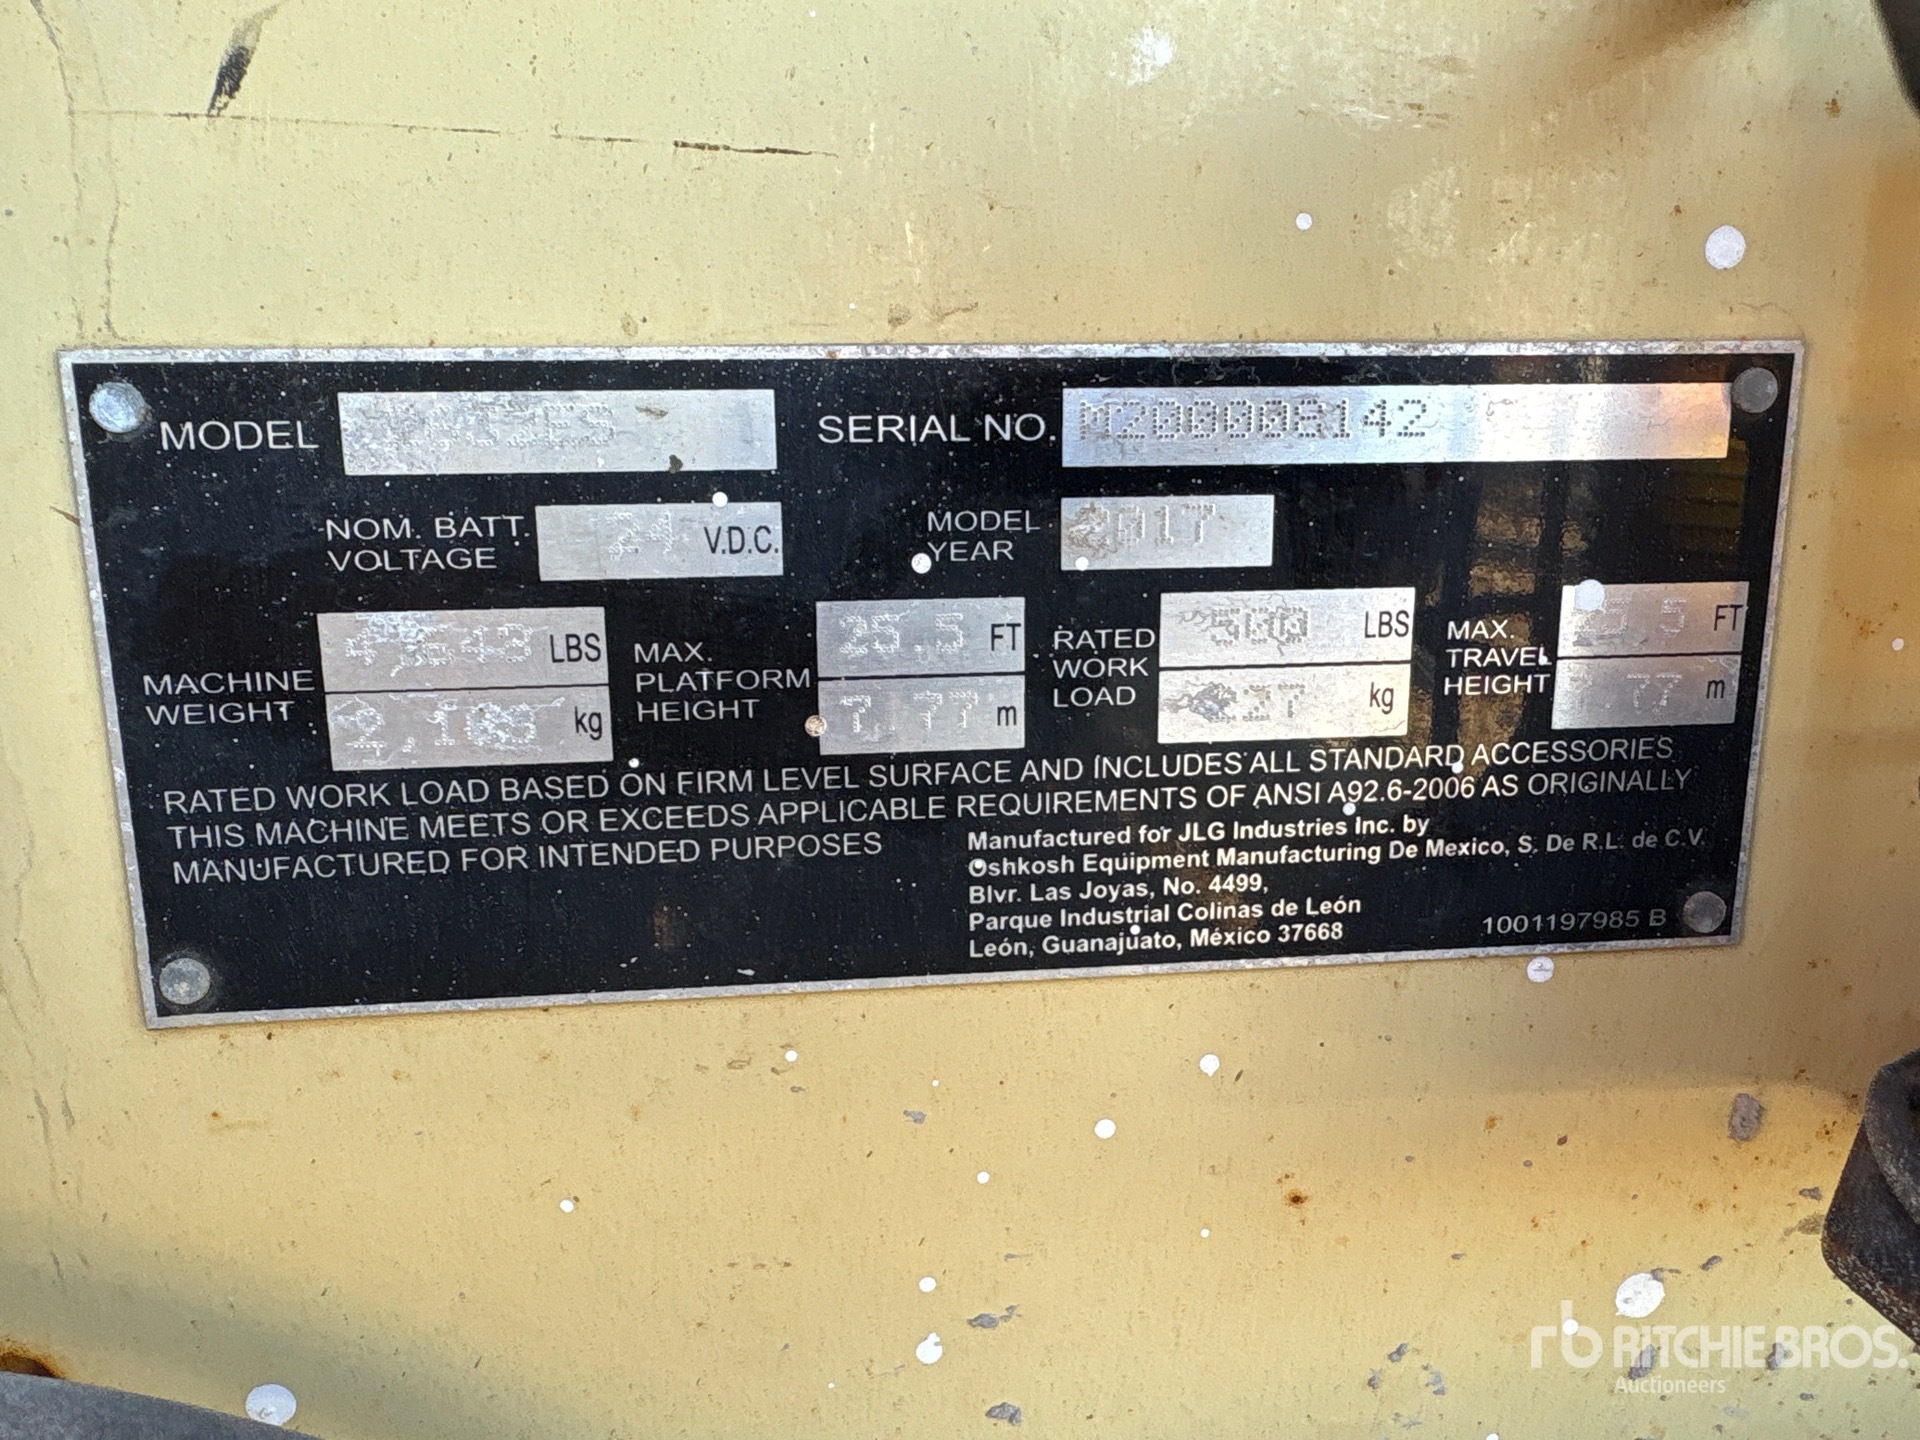 MODEL
SERIAL NO. M200008142
NOM. BATT. VOLTAGE 24 V.D.C.
MODEL YEAR 2017
MACHINE WEIGHT LBS
kg
MAX. PLATFORM HEIGHT 25.5 FT
7.77 m
RATED WORK LOAD 500 LBS
kg
MAX. TRAVEL HEIGHT FT
m
RATED WORK LOAD BASED ON FIRM LEVEL SURFACE AND INCLUDES ALL STANDARD ACCESSORIES
THIS MACHINE MEETS OR EXCEEDS APPLICABLE REQUIREMENTS OF ANSI A92.6-2006 AS ORIGINALLY
MANUFACTURED FOR INTENDED PURPOSES
Manufactured for JLG Industries Inc. by
Oshkosh Equipment Manufacturing De Mexico, S. De R.L. de C.V.
Blvr. Las Joyas, No. 4499,
Parque Industrial Colinas de León
León, Guanajuato, México 37668
1001197985 B
rb RITCHIE BROS.
Auctioneers